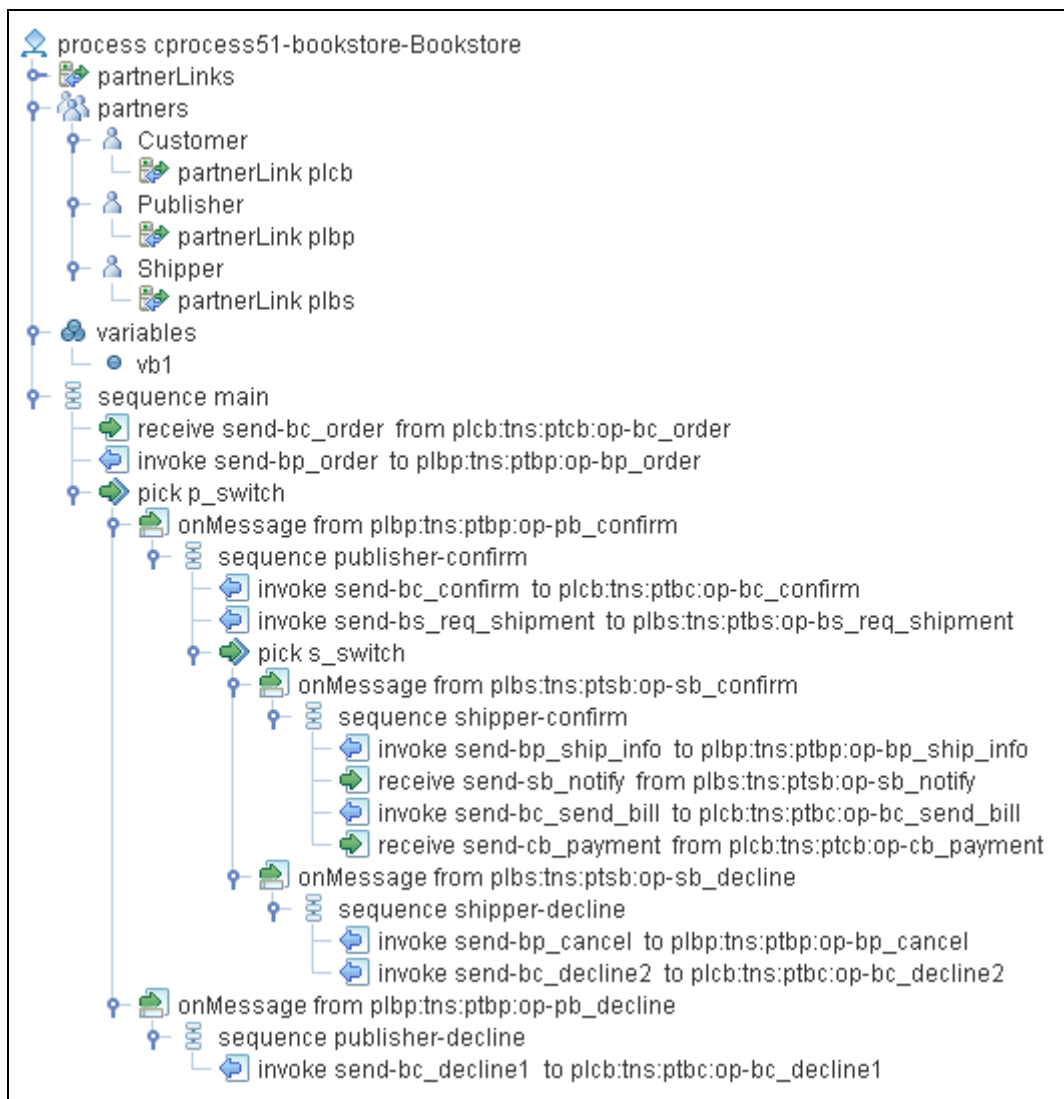 process cprocess51-bookstore-Bookstore
partnerLinks
partners
Customer
partnerLink plcb
Publisher
partnerLink plbp
Shipper
partnerLink plbs
variables
vb1
sequence main
receive send-bc_order from plcb:tns:ptcb:op-bc_order
invoke send-bp_order to plbp:tns:ptbp:op-bp_order
pick p_switch
onMessage from plbp:tns:ptbp:op-pb_confirm
sequence publisher-confirm
invoke send-bc_confirm to plcb:tns:ptbc:op-bc_confirm
invoke send-bs_req_shipment to plbs:tns:ptbs:op-bs_req_shipment
pick s_switch
onMessage from plbs:tns:ptsb:op-sb_confirm
sequence shipper-confirm
invoke send-bp_ship_info to plbp:tns:ptbp:op-bp_ship_info
receive send-sb_notify from plbs:tns:ptsb:op-sb_notify
invoke send-bc_send_bill to plcb:tns:ptbc:op-bc_send_bill
receive send-cb_payment from plcb:tns:ptcb:op-cb_payment
onMessage from plbs:tns:ptsb:op-sb_decline
sequence shipper-decline
invoke send-bp_cancel to plbp:tns:ptbp:op-bp_cancel
invoke send-bc_decline2 to plcb:tns:ptbc:op-bc_decline2
onMessage from plbp:tns:ptbp:op-pb_decline
sequence publisher-decline
invoke send-bc_decline1 to plcb:tns:ptbc:op-bc_decline1